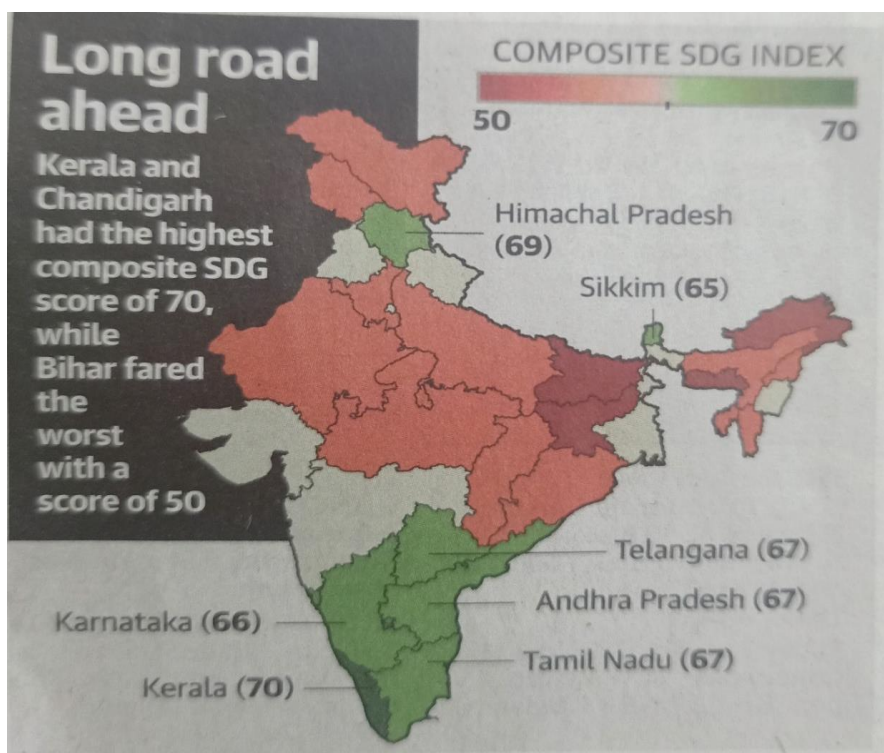 Long road
ahead
Kerala and
Chandigarh
had the highest
composite SDG
score of 70,
while
Bihar fared
the
worst
with a
score of 50
COMPOSITE SDG INDEX
50
70
Himachal Pradesh
(69)
Sikkim (65)
Telangana (67)
Andhra Pradesh (67)
Karnataka (66)
Tamil Nadu (67)
Kerala (70)